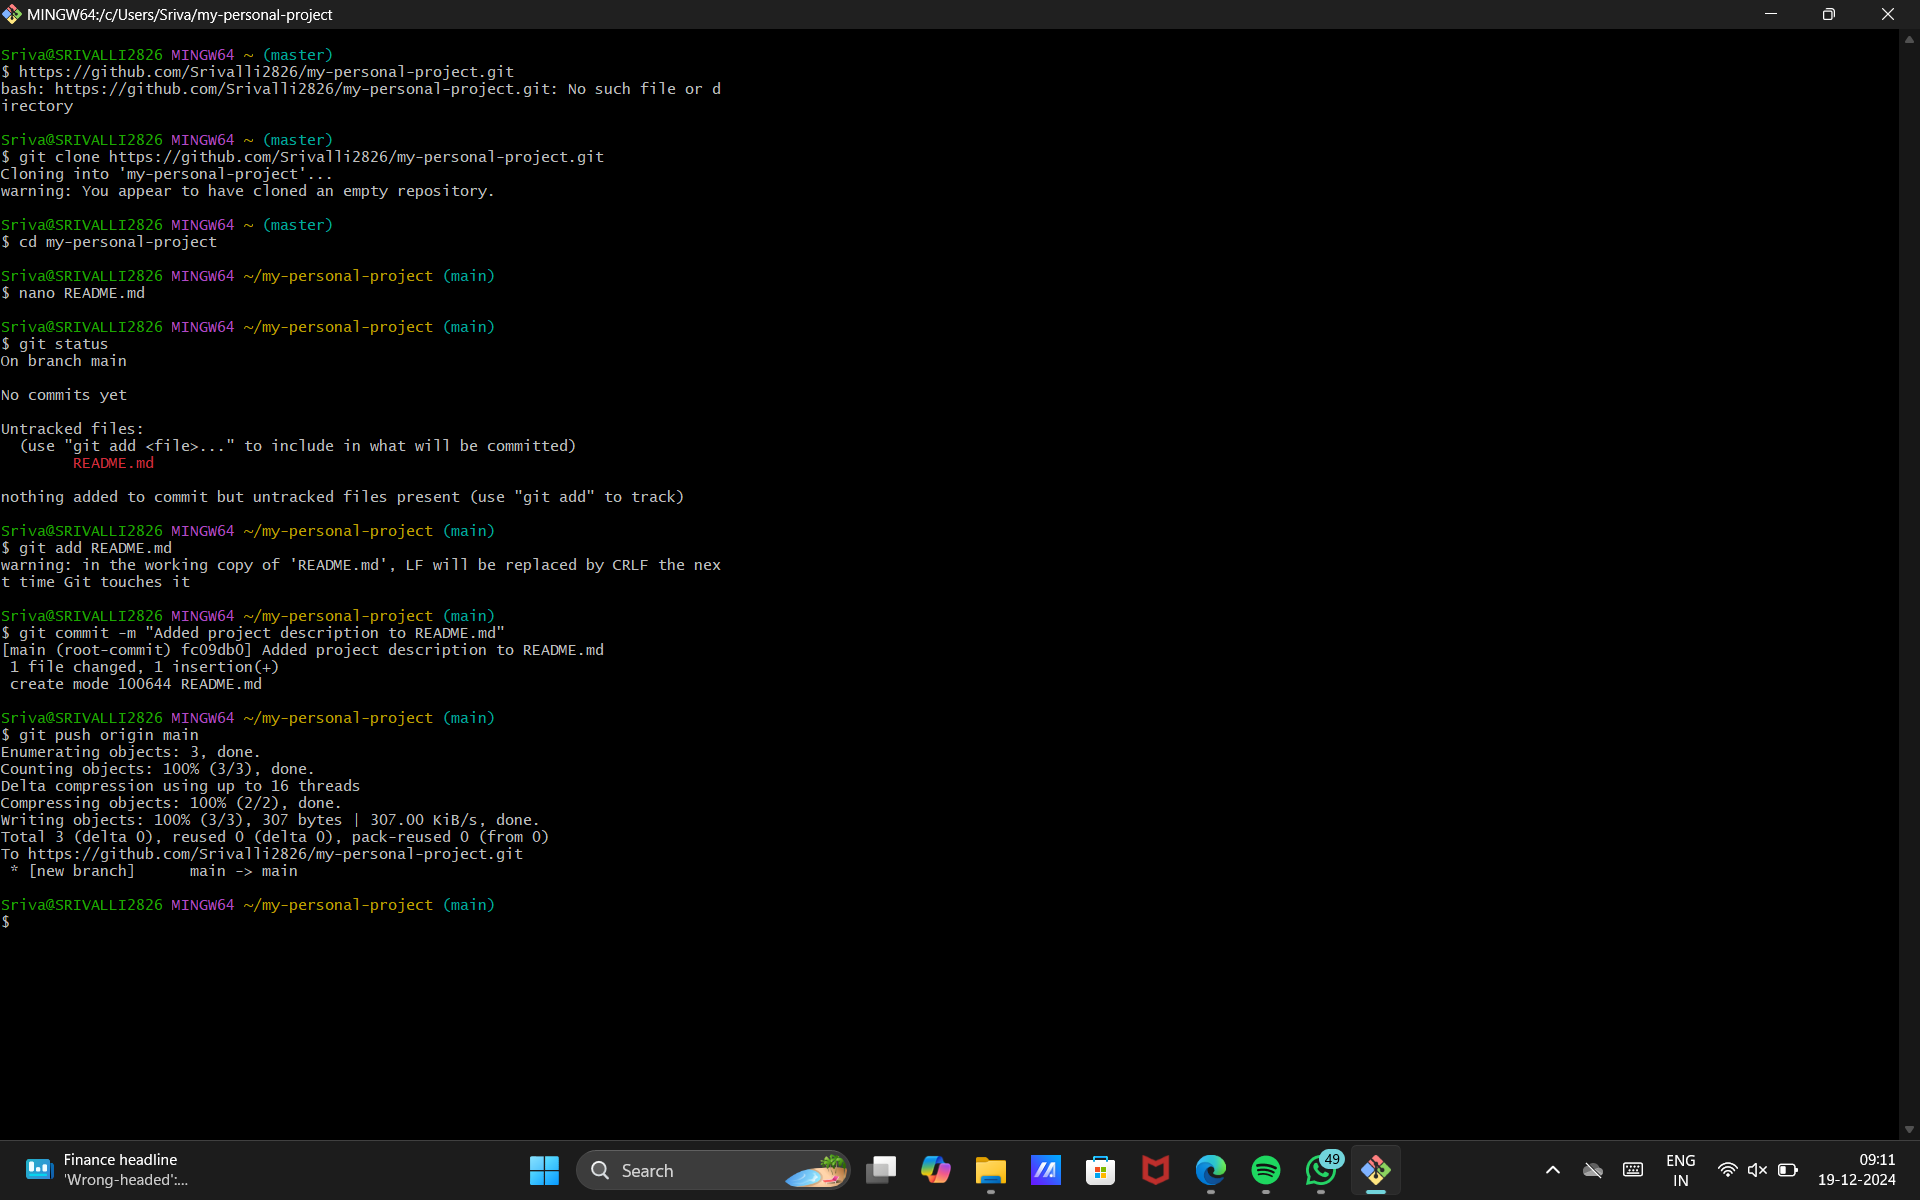 MINGW64:/c/Users/Sriva/my-personal-project
Sriva@SRIVALLI2826 MINGW64 ~ (master)
$ https://github.com/Srivalli2826/my-personal-project.git
bash: https://github.com/Srivalli2826/my-personal-project.git: No such file or d
irectory
Sriva@SRIVALLI2826 MINGW64 ~ (master)
$ git clone https://github.com/Srivalli2826/my-personal-project.git
Cloning into 'my-personal-project'...
warning: You appear to have cloned an empty repository.
Sriva@SRIVALLI2826 MINGW64 ~ (master)
$ cd my-personal-project
Sriva@SRIVALLI2826 MINGW64 ~/my-personal-project (main)
$ nano README.md
Sriva@SRIVALLI2826 MINGW64 ~/my-personal-project (main)
$ git status
On branch main
No commits yet
Untracked files:
  (use "git add <file>..." to include in what will be committed)
        README.md
nothing added to commit but untracked files present (use "git add" to track)
Sriva@SRIVALLI2826 MINGW64 ~/my-personal-project (main)
$ git add README.md
warning: in the working copy of 'README.md', LF will be replaced by CRLF the nex
t time Git touches it
Sriva@SRIVALLI2826 MINGW64 ~/my-personal-project (main)
$ git commit -m "Added project description to README.md"
[main (root-commit) fc09db0] Added project description to README.md
 1 file changed, 1 insertion(+)
 create mode 100644 README.md
Sriva@SRIVALLI2826 MINGW64 ~/my-personal-project (main)
$ git push origin main
Enumerating objects: 3, done.
Counting objects: 100% (3/3), done.
Delta compression using up to 16 threads
Compressing objects: 100% (2/2), done.
Writing objects: 100% (3/3), 307 bytes | 307.00 KiB/s, done.
Total 3 (delta 0), reused 0 (delta 0), pack-reused 0 (from 0)
To https://github.com/Srivalli2826/my-personal-project.git
 * [new branch]      main -> main
Sriva@SRIVALLI2826 MINGW64 ~/my-personal-project (main)
$
Finance headline
'Wrong-headed':...
Search
49
ENG
IN
09:11
19-12-2024